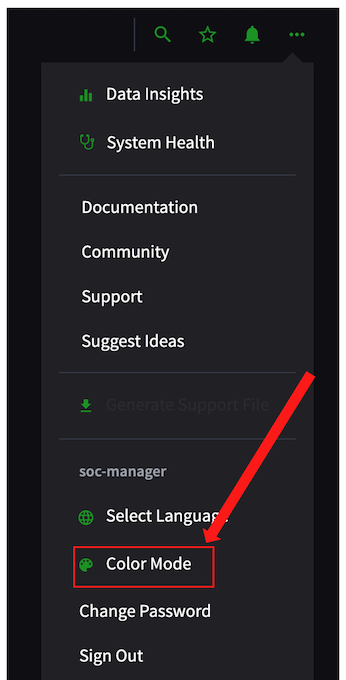 Data Insights
System Health
Documentation
Community
Support
Suggest Ideas
Generate Support File
soc-manager
Select Language
Color Mode
Change Password
Sign Out